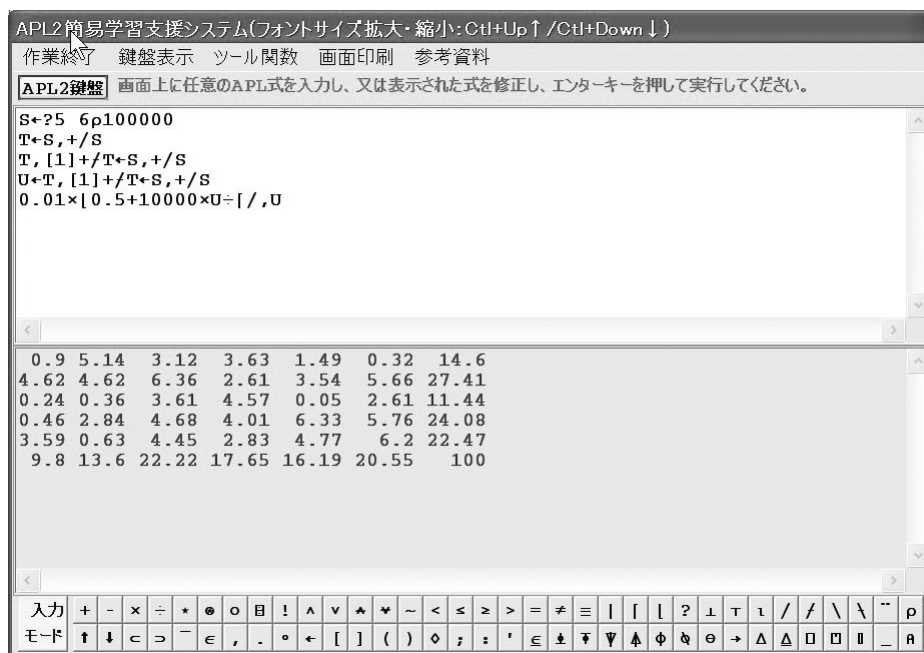 APL2簡易学習支援システム(フォントサイズ拡大・縮小:Ctl+Up↑/Ctl+Down↓)
作業終了 鍵盤表示 ツール関数 画面印刷 参考資料
APL2鍵盤 画面上に任意のAPL式を入力し、又は表示された式を修正し、エンターキーを押して実行してください。
S←?5 6⍴100000
T←S,+/S
T,[1]+⌿T←S,+/S
U←T,[1]+⌿T←S,+/S
0.01×⌊0.5+10000×U÷⌈/,U
0.9 5.14 3.12 3.63 1.49 0.32 14.6
4.62 4.62 6.36 2.61 3.54 5.66 27.41
0.24 0.36 3.61 4.57 0.05 2.61 11.44
0.46 2.84 4.68 4.01 6.33 5.76 24.08
3.59 0.63 4.45 2.83 4.77 6.2 22.47
9.8 13.6 22.22 17.65 16.19 20.55 100
入力 + - × ÷ ⋆ ⍟ ○ ⌹ ! ∧ ∨ ⍲ ⍱ ~ < ≤ ≥ > = ≠ ≡ | ⌈ ⌊ ? ⊥ ⊤ ⍳ / ⌿ \ ⍀ ¨ ⍴
モード ↑ ↓ ⊂ ⊃ ¯ ∊ , . ∘ ← [ ] ( ) ⋄ ; : ' ⍷ ⍎ ⍕ ⍒ ⍋ ⌽ ⍉ ⊖ → ∆ ⍙ ⎕ ⍞ ⌷ _ ⍝